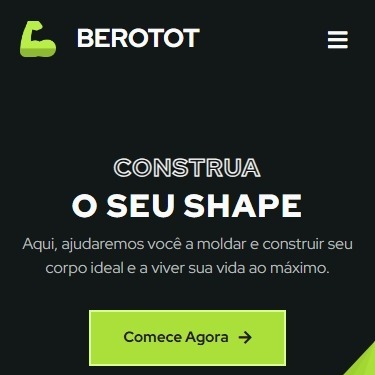 BEROTOT
CONSTRUA
O SEU SHAPE
Aqui, ajudaremos você a moldar e construir seu
corpo ideal e a viver sua vida ao máximo.
Comece Agora